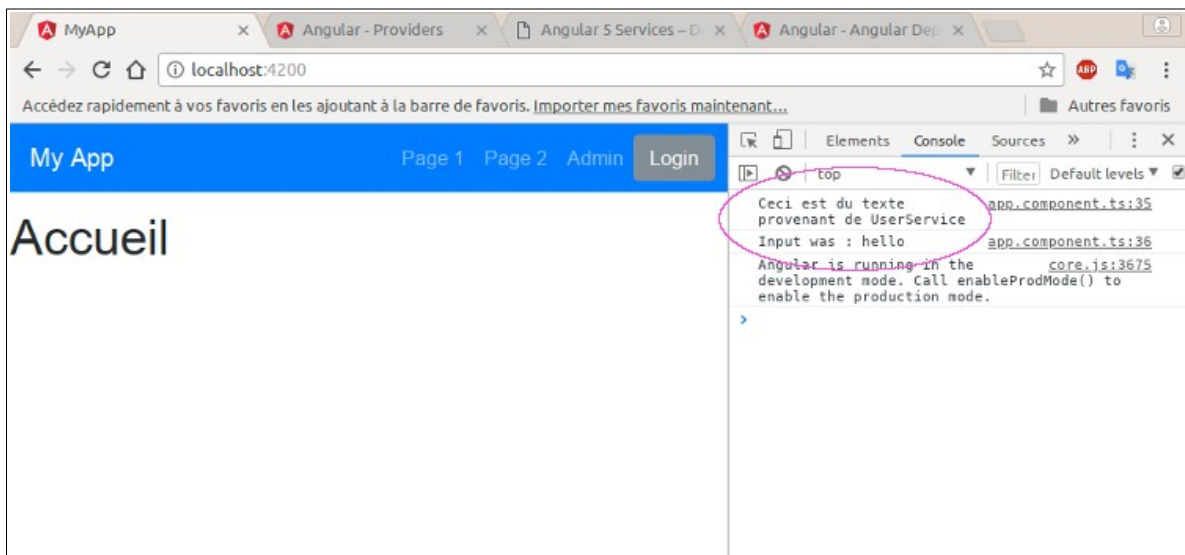 MyApp
Angular - Providers
Angular 5 Services – D
Angular - Angular Dep
localhost:4200
ABP
Accédez rapidement à vos favoris en les ajoutant à la barre de favoris. Importer mes favoris maintenant...
Autres favoris
My App
Page 1
Page 2
Admin
Login
Elements
Console
Sources
top
Filter
Default levels
Ceci est du texte
app.component.ts:35
provenant de UserService
Input was : hello
app.component.ts:36
Angular is running in the
core.js:3675
development mode. Call enableProdMode() to
enable the production mode.
Accueil